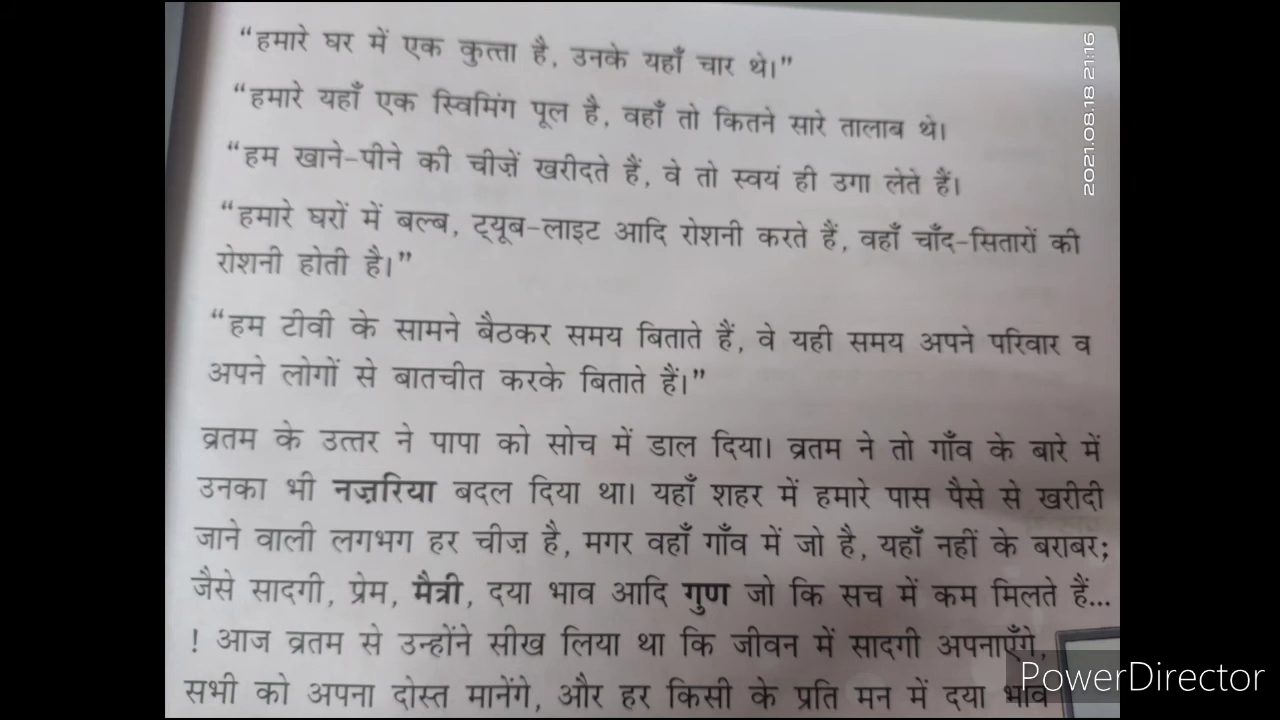 “हमारे घर में एक कुत्ता है, उनके यहाँ चार थे।”
“हमारे यहाँ एक स्विमिंग पूल है, वहाँ तो कितने सारे तालाब थे।
“हम खाने-पीने की चीज़ें खरीदते हैं, वे तो स्वयं ही उगा लेते हैं।
“हमारे घरों में बल्ब, ट्यूब-लाइट आदि रोशनी करते हैं, वहाँ चाँद-सितारों की
रोशनी होती है।”
“हम टीवी के सामने बैठकर समय बिताते हैं, वे यही समय अपने परिवार व
अपने लोगों से बातचीत करके बिताते हैं।”
व्रतम के उत्तर ने पापा को सोच में डाल दिया। व्रतम ने तो गाँव के बारे में
उनका भी नज़रिया बदल दिया था। यहाँ शहर में हमारे पास पैसे से खरीदी
जाने वाली लगभग हर चीज़ है, मगर वहाँ गाँव में जो है, यहाँ नहीं के बराबर;
जैसे सादगी, प्रेम, मैत्री, दया भाव आदि गुण जो कि सच में कम मिलते हैं...
! आज व्रतम से उन्होंने सीख लिया था कि जीवन में सादगी अपनाएँगे,
सभी को अपना दोस्त मानेंगे, और हर किसी के प्रति मन में दया भाव
2021.08.18 21:16
PowerDirector